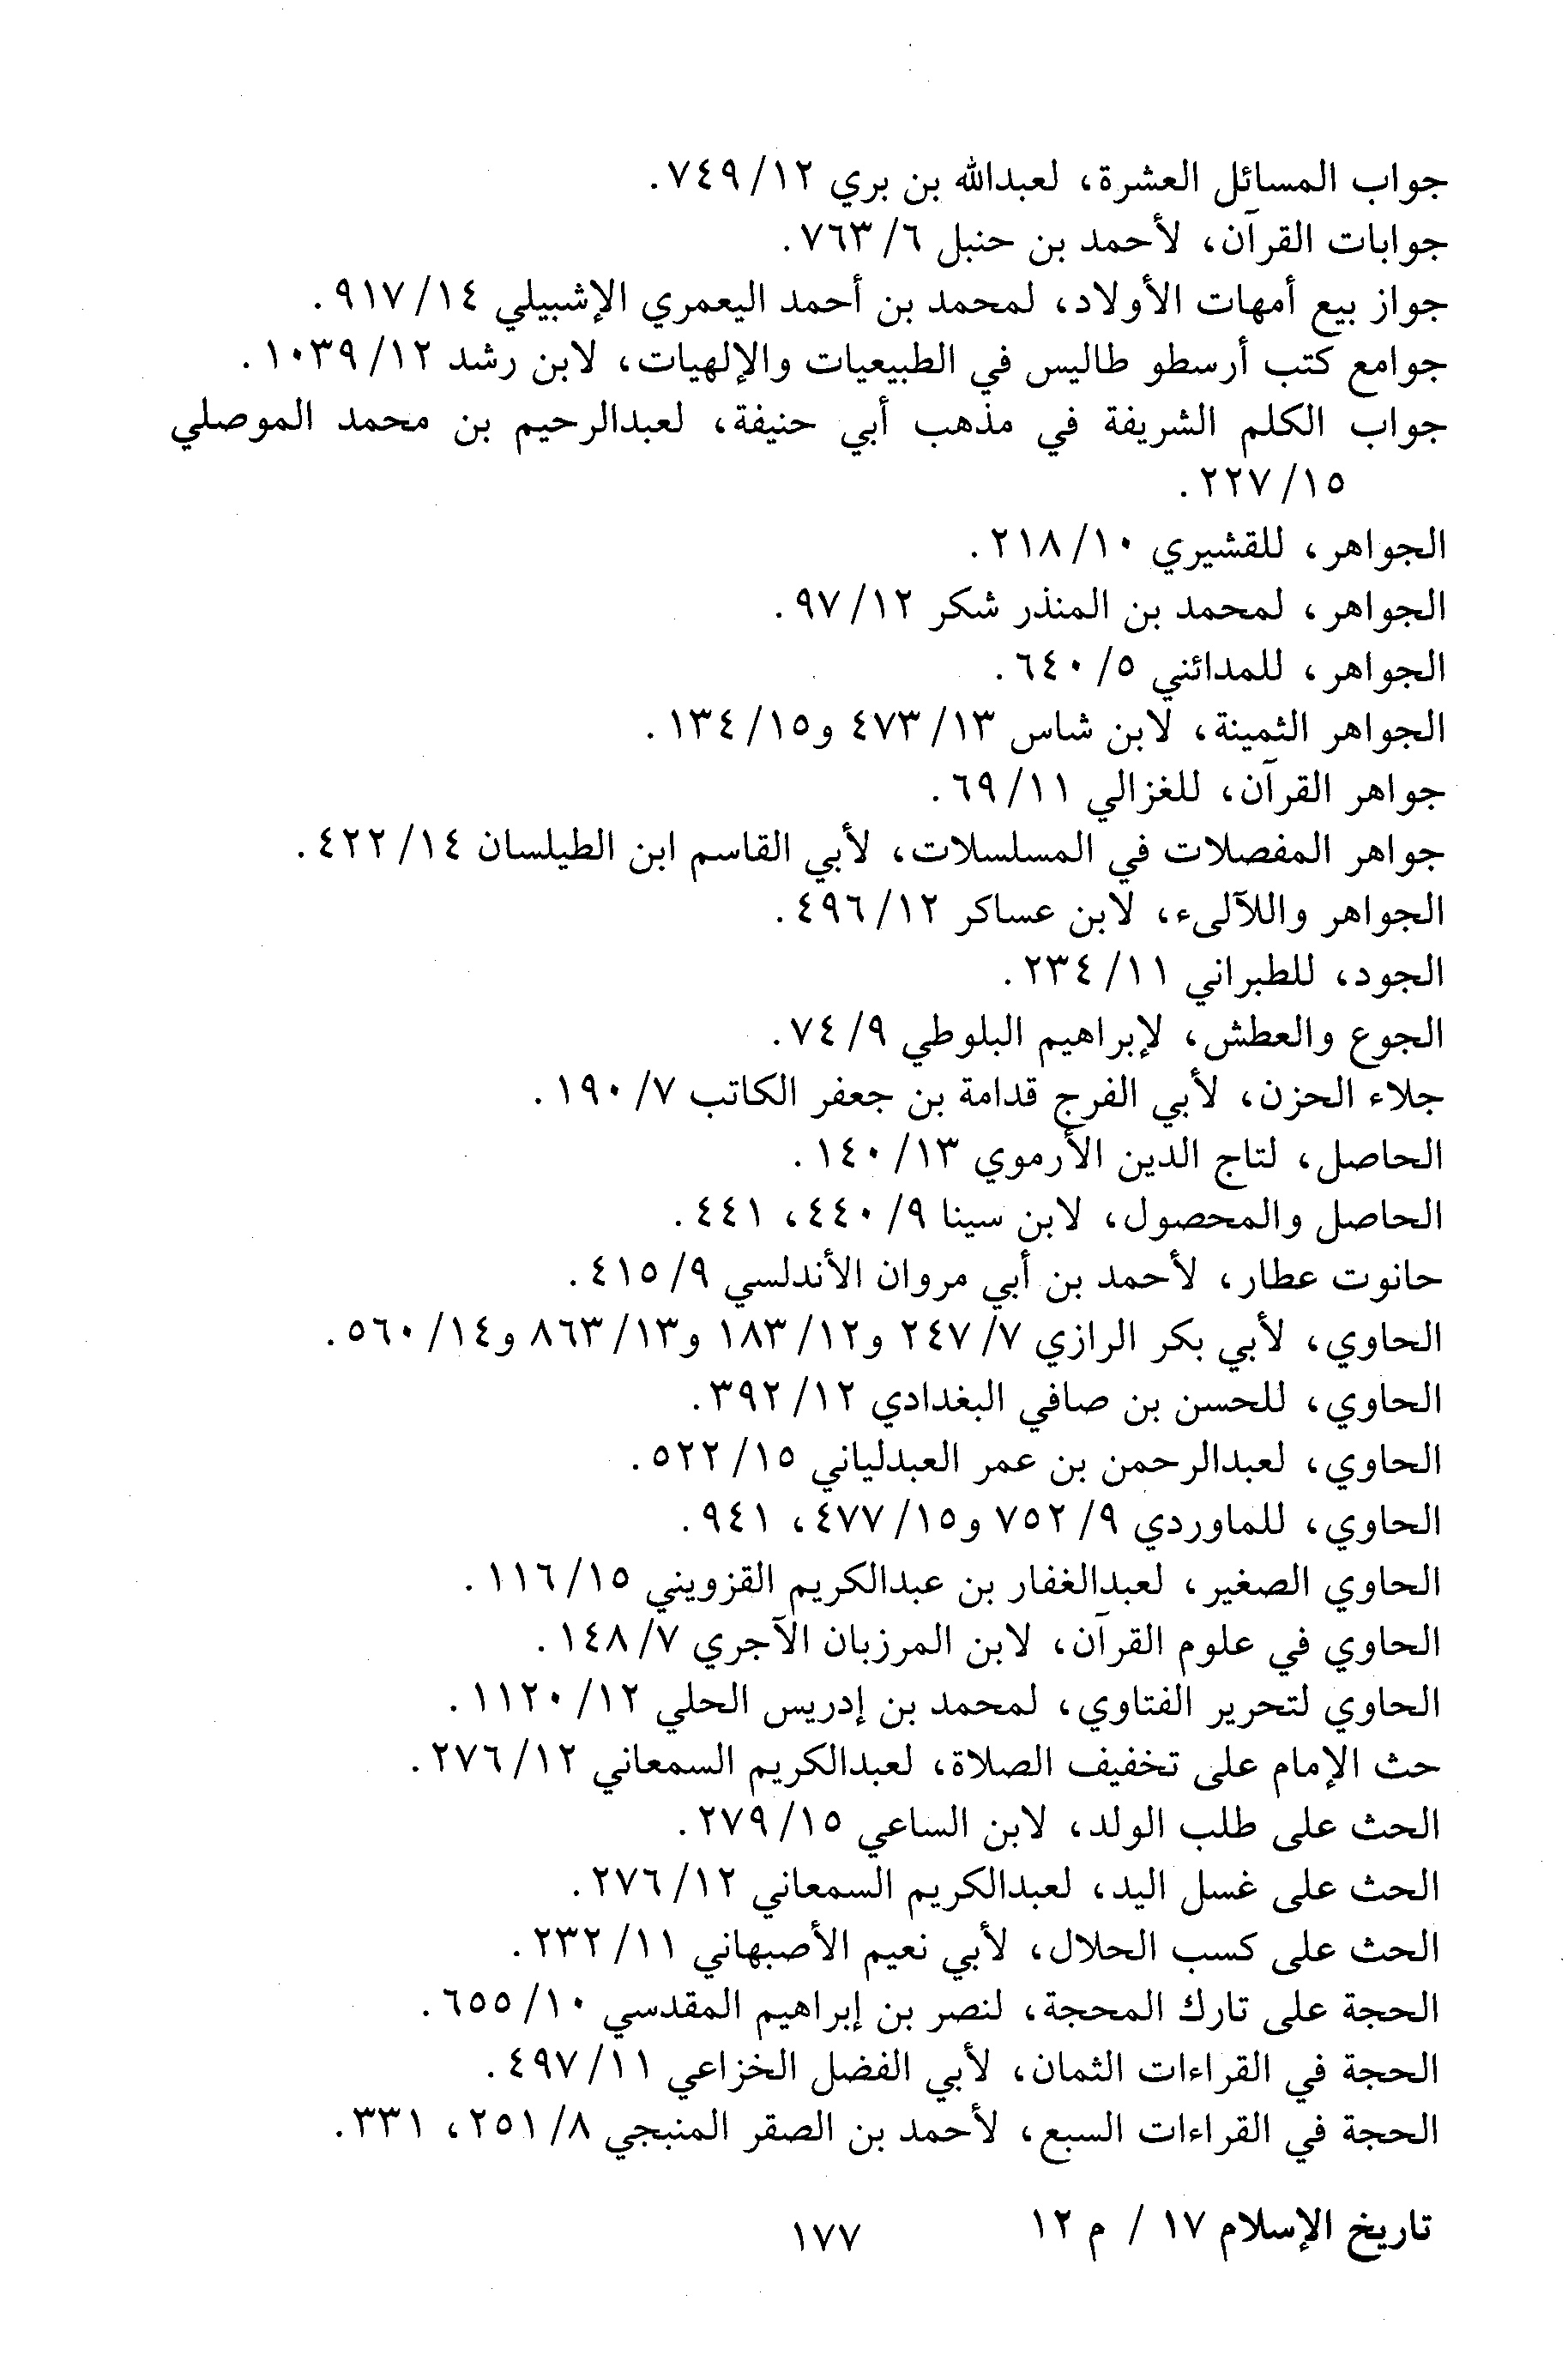 جواب المسائل العشرة، لعبدالله بن بري ١٢/ ٧٤٩.
جوابات القرآن، لأحمد بن حنبل ٦/ ٧٦٣.
جواز بيع أمهات الأولاد، لمحمد بن أحمد اليعمري الإشبيلي ١٤/ ٩١٧.
جوامع كتب أرسطو طاليس في الطبيعيات والإلهيات، لابن رشد ١٢/ ١٠٣٩.
جواب الكلم الشريفة في مذهب أبي حنيفة، لعبدالرحيم بن محمد الموصلي
١٥/ ٢٢٧.
الجواهر، للقشيري ١٠/ ٢١٨.
الجواهر، لمحمد بن المنذر شكر ١٢/ ٩٧.
الجواهر، للمدائني ٥/ ٦٤٠.
الجواهر الثمينة، لابن شاس ١٣/ ٤٧٣ و١٥/ ١٣٤.
جواهر القرآن، للغزالي ١١/ ٦٩.
جواهر المفصلات في المسلسلات، لأبي القاسم ابن الطيلسان ١٤/ ٤٢٢.
الجواهر واللآلىء، لابن عساكر ١٢/ ٤٩٦.
الجود، للطبراني ١١/ ٢٣٤.
الجوع والعطش، لإبراهيم البلوطي ٩/ ٧٤.
جلاء الحزن، لأبي الفرج قدامة بن جعفر الكاتب ٧/ ١٩٠.
الحاصل، لتاج الدين الأرموي ١٣/ ١٤٠.
الحاصل والمحصول، لابن سينا ٩/ ٤٤٠، ٤٤١.
حانوت عطار، لأحمد بن أبي مروان الأندلسي ٩/ ٤١٥.
الحاوي، لأبي بكر الرازي ٧/ ٢٤٧ و١٢/ ١٨٣ و١٣/ ٨٦٣ و١٤/ ٥٦٠.
الحاوي، للحسن بن صافي البغدادي ١٢/ ٣٩٢.
الحاوي، لعبدالرحمن بن عمر العبدلياني ١٥/ ٥٢٢.
الحاوي، للماوردي ٩/ ٧٥٢ و١٥/ ٤٧٧، ٩٤١.
الحاوي الصغير، لعبدالغفار بن عبدالكريم القزويني ١٥/ ١١٦.
الحاوي في علوم القرآن، لابن المرزبان الآجري ٧/ ١٤٨.
الحاوي لتحرير الفتاوي، لمحمد بن إدريس الحلي ١٢/ ١١٢٠.
حث الإمام على تخفيف الصلاة، لعبدالكريم السمعاني ١٢/ ٢٧٦.
الحث على طلب الولد، لابن الساعي ١٥/ ٢٧٩.
الحث على غسل اليد، لعبدالكريم السمعاني ١٢/ ٢٧٦.
الحث على كسب الحلال، لأبي نعيم الأصبهاني ١١/ ٢٣٢.
الحجة على تارك المحجة، لنصر بن إبراهيم المقدسي ١٠/ ٦٥٥.
الحجة في القراءات الثمان، لأبي الفضل الخزاعي ١١/ ٤٩٧.
الحجة في القراءات السبع، لأحمد بن الصقر المنبجي ٨/ ٢٥١، ٣٣١.
تاريخ الإسلام ١٧ / م ١٢
١٧٧